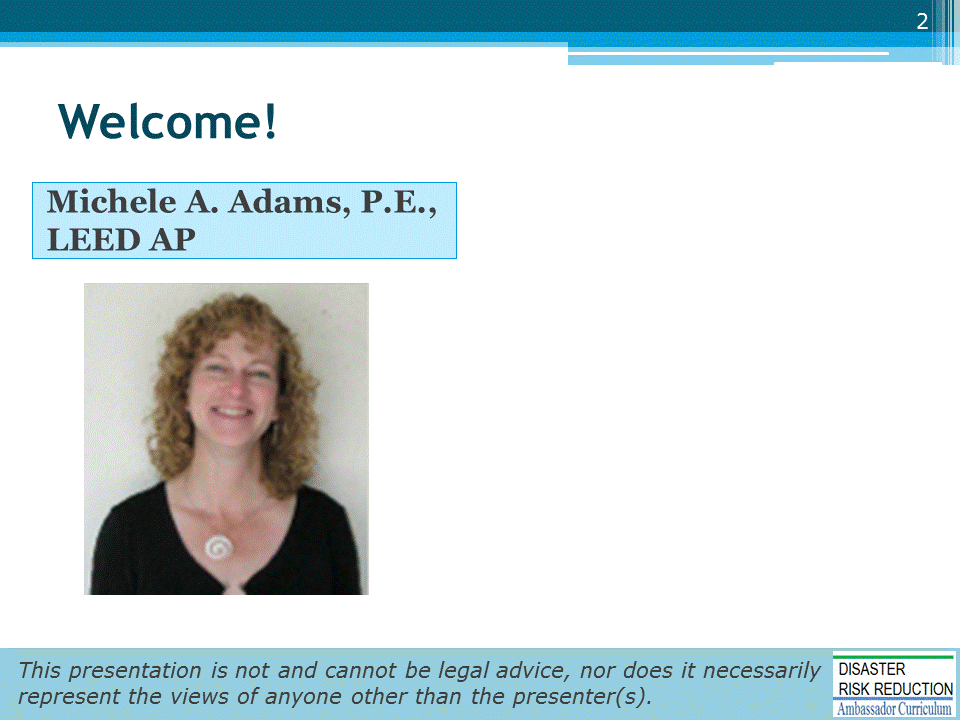 2
Welcome!
Michele A. Adams, P.E.,
LEED AP
This presentation is not and cannot be legal advice, nor does it necessarily
represent the views of anyone other than the presenter(s).
DISASTER
RISK REDUCTION
Ambassador Curriculum